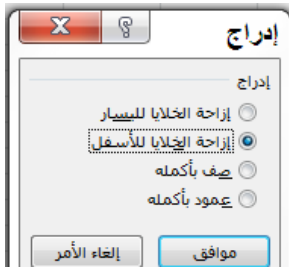 إدراج
إدراج
إزاحة الخلايا لليسار
إزاحة الخلايا للأسفل
صف بأكمله
عمود بأكمله
موافق
إلغاء الأمر